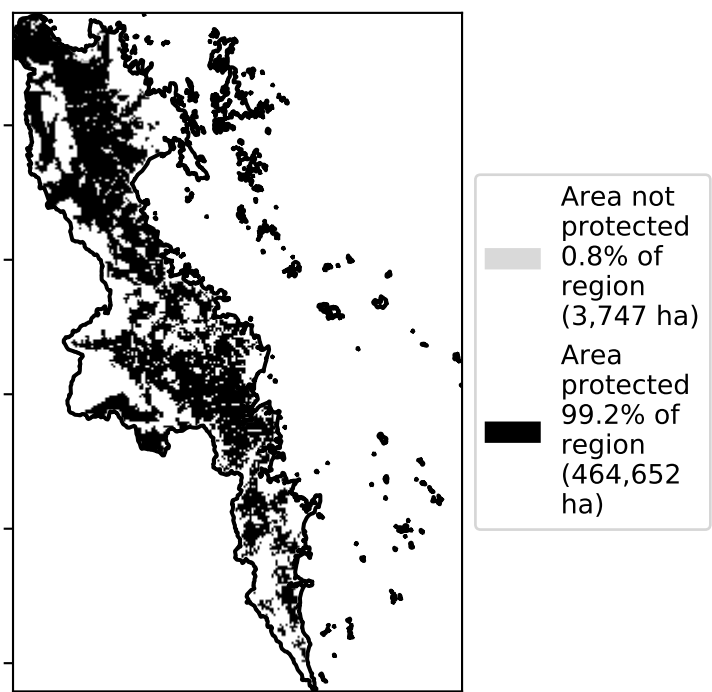 Area not
protected
0.8% of
region
(3,747 ha)
Area
protected
99.2% of
region
(464,652
ha)